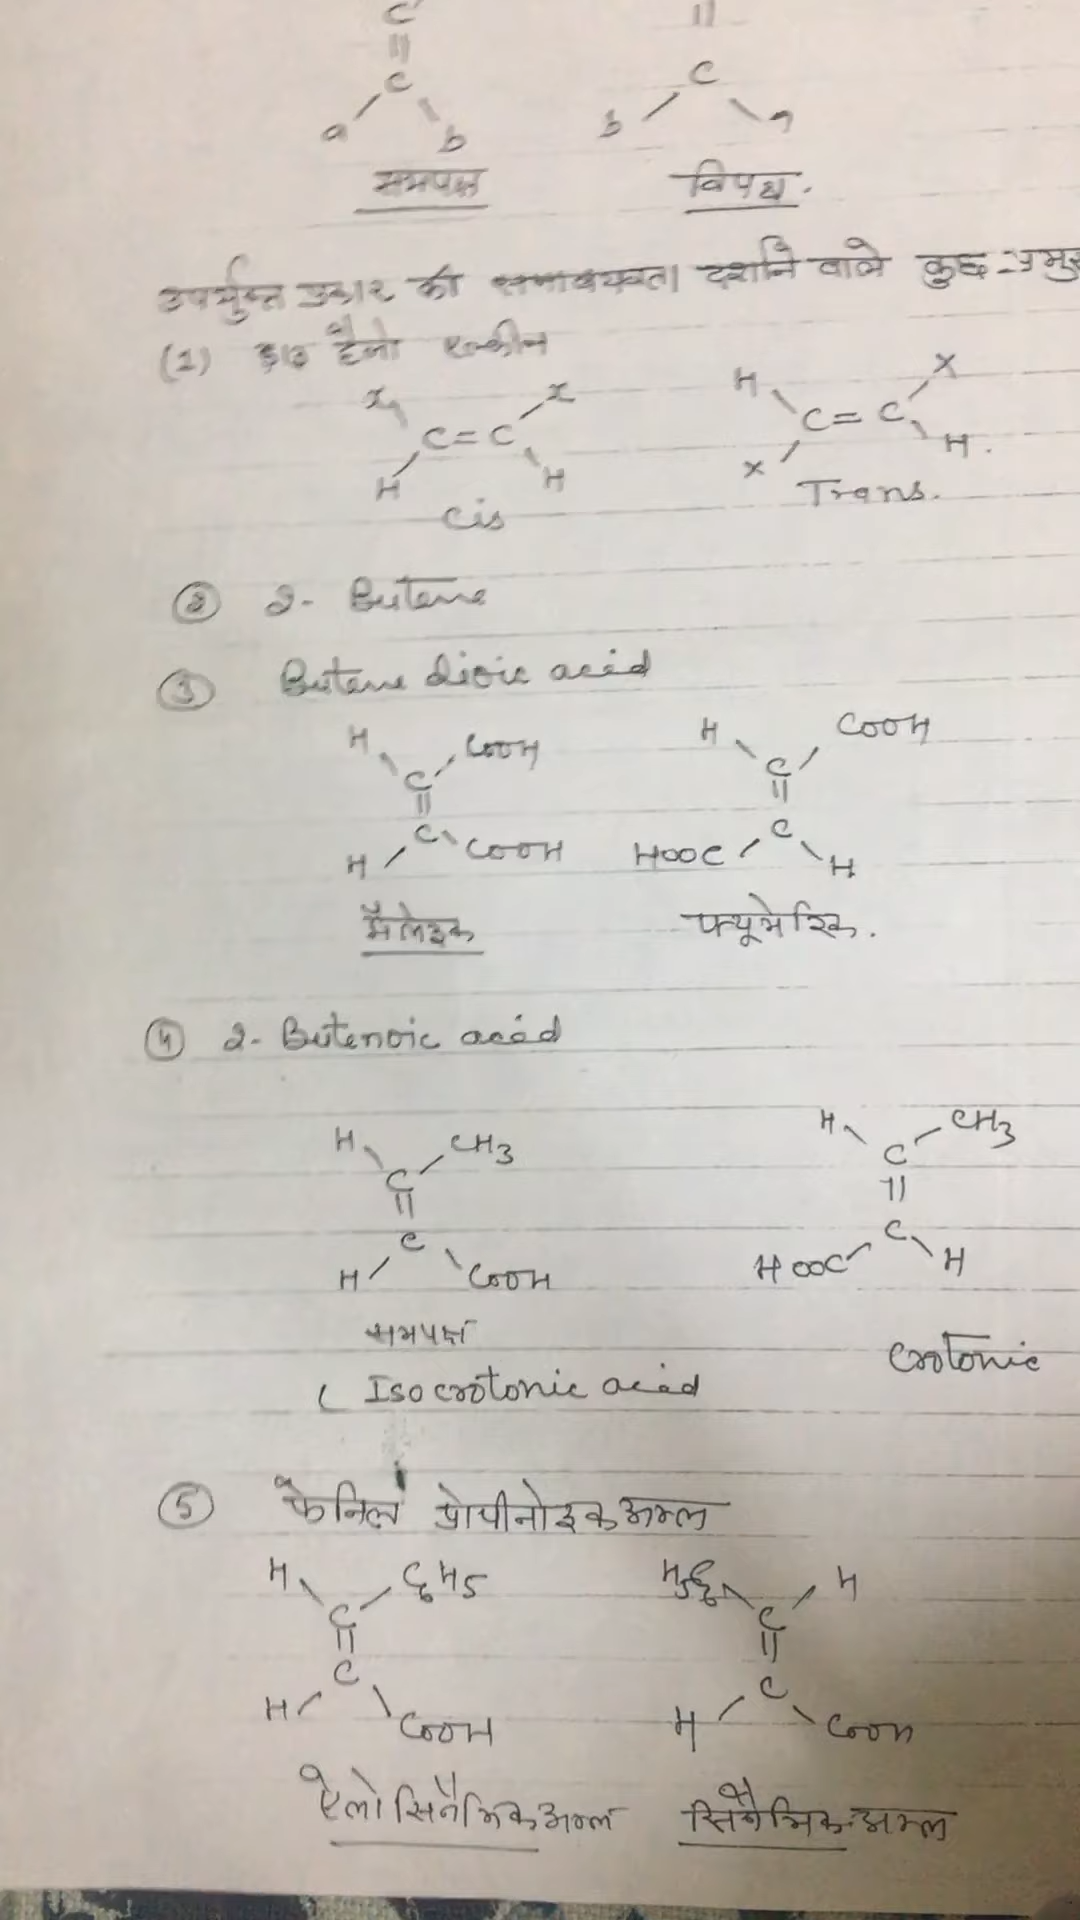 C
||
C
||
C
a b
b a
समपक्ष विपक्ष.
उपर्युक्त प्रकार की समावयवता दर्शाने वाले कुछ प्रमुख
(1) डाइ हैलो एल्कीन
x x
C=C
H H
cis
H X
C=C
X H.
Trans.
② 2- Butene
③ Butene dioic acid
H COOH
C
||
C
H COOH
मैलेइक
H COOH
C
||
C
HOOC H
फ्यूमेरिक.
④ 2- Butenoic acid
H CH3
C
||
C
H COOH
समपक्ष
( Isocrotonic acid
H CH3
C
||
C
HOOC H
Crotonic
⑤ फेनिल प्रोपीनोइक अम्ल
H C6H5
C
||
C
H COOH
ऐलो सिनैमिक अम्ल
H5C6 H
C
||
C
H COOH
सिनैमिक अम्ल